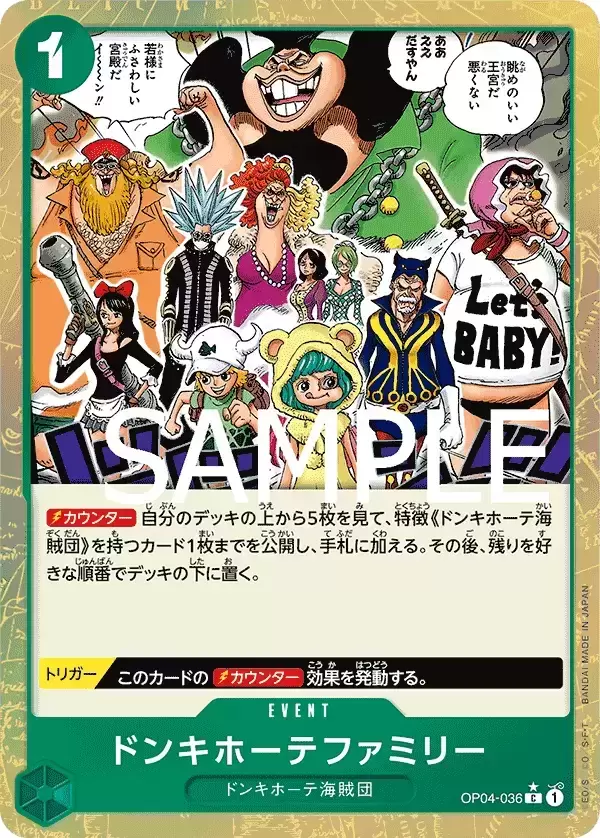 1
若様に
ふさわしい
宮殿だ
イ〜〜〜ン!!
ああ
ええ
だすやん
眺めのいい
王宮だ
悪くない
Let's
BABY!
SAMPLE
カウンター 自分のデッキの上から5枚を見て、特徴《ドンキホーテ海
賊団》を持つカード1枚までを公開し、手札に加える。その後、残りを好
きな順番でデッキの下に置く。
トリガー このカードの カウンター 効果を発動する。
EVENT
ドンキホーテファミリー
ドンキホーテ海賊団
OP04-036 C 1
BANDAI MADE IN JAPAN